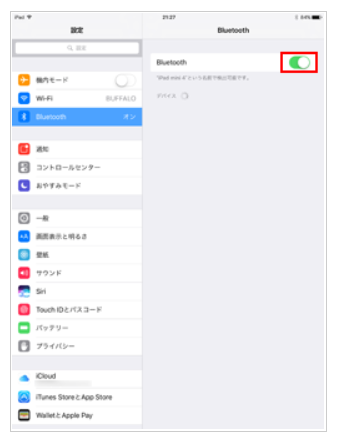 iPad
21:27
84%
設定
Bluetooth
設定
機内モード
Wi-Fi
BUFFALO
Bluetooth
オン
Bluetooth
"iPad mini 4"という名前で検出可能です。
デバイス
通知
コントロールセンター
おやすみモード
一般
画面表示と明るさ
壁紙
サウンド
Siri
Touch IDとパスコード
バッテリー
プライバシー
iCloud
iTunes StoreとApp Store
WalletとApple Pay